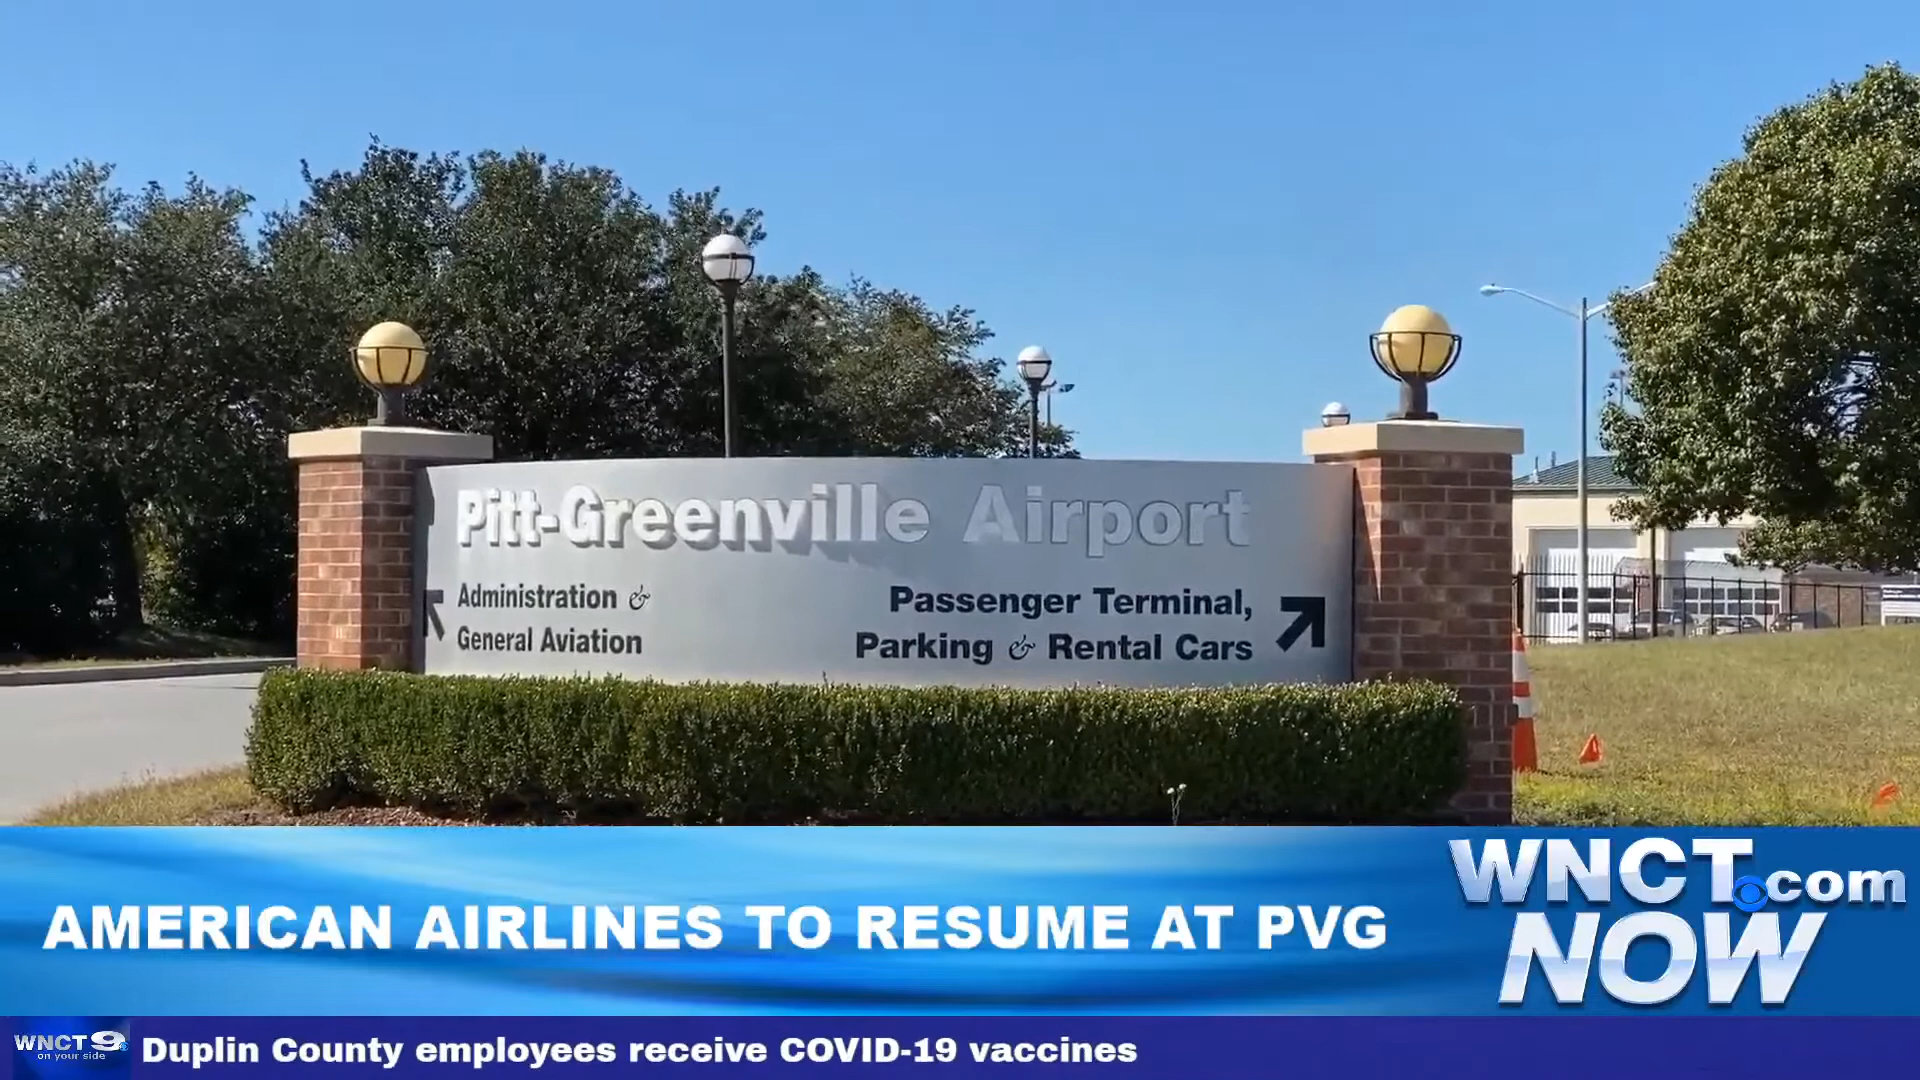 Pitt-Greenville Airport
Administration &
General Aviation
Passenger Terminal,
Parking & Rental Cars
AMERICAN AIRLINES TO RESUME AT PVG
WNCT.com
NOW
WNCT 9
on your side
Duplin County employees receive COVID-19 vaccines